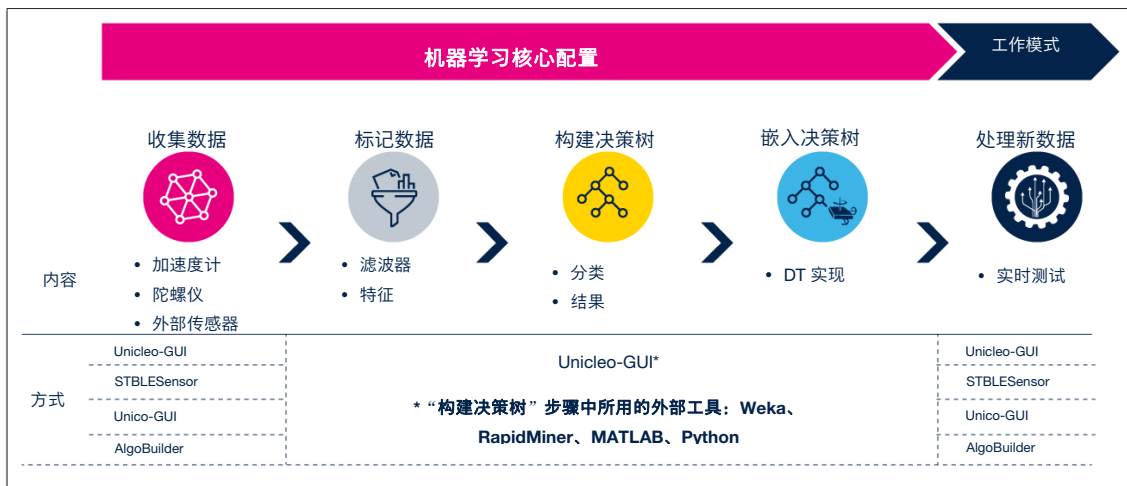 机器学习核心配置
工作模式
收集数据
标记数据
构建决策树
嵌入决策树
处理新数据
内容
• 加速度计
• 陀螺仪
• 外部传感器
• 滤波器
• 特征
• 分类
• 结果
• DT 实现
• 实时测试
方式
Unicleo-GUI
STBLESensor
Unico-GUI
AlgoBuilder
Unicleo-GUI*
* “构建决策树” 步骤中所用的外部工具：Weka、
RapidMiner、MATLAB、Python
Unicleo-GUI
STBLESensor
Unico-GUI
AlgoBuilder